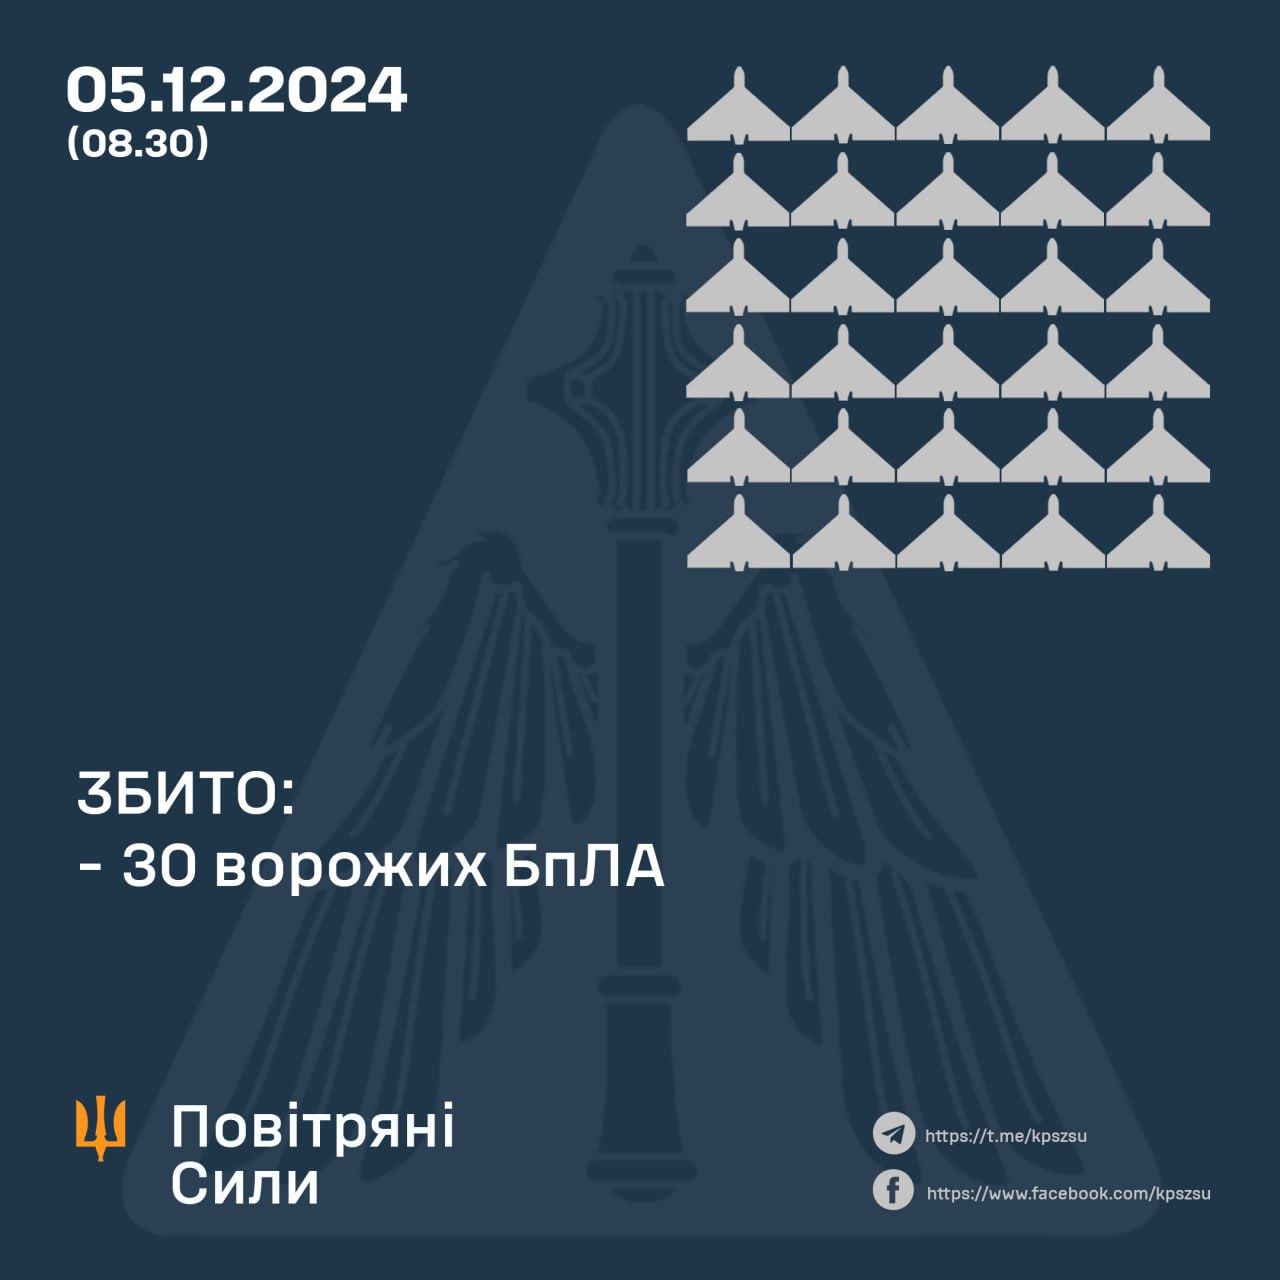 05.12.2024
(08.30)
ЗБИТО:
- 30 ворожих БпЛА
Повітряні
Сили
https://t.me/kpszsu
https://www.facebook.com/kpszsu